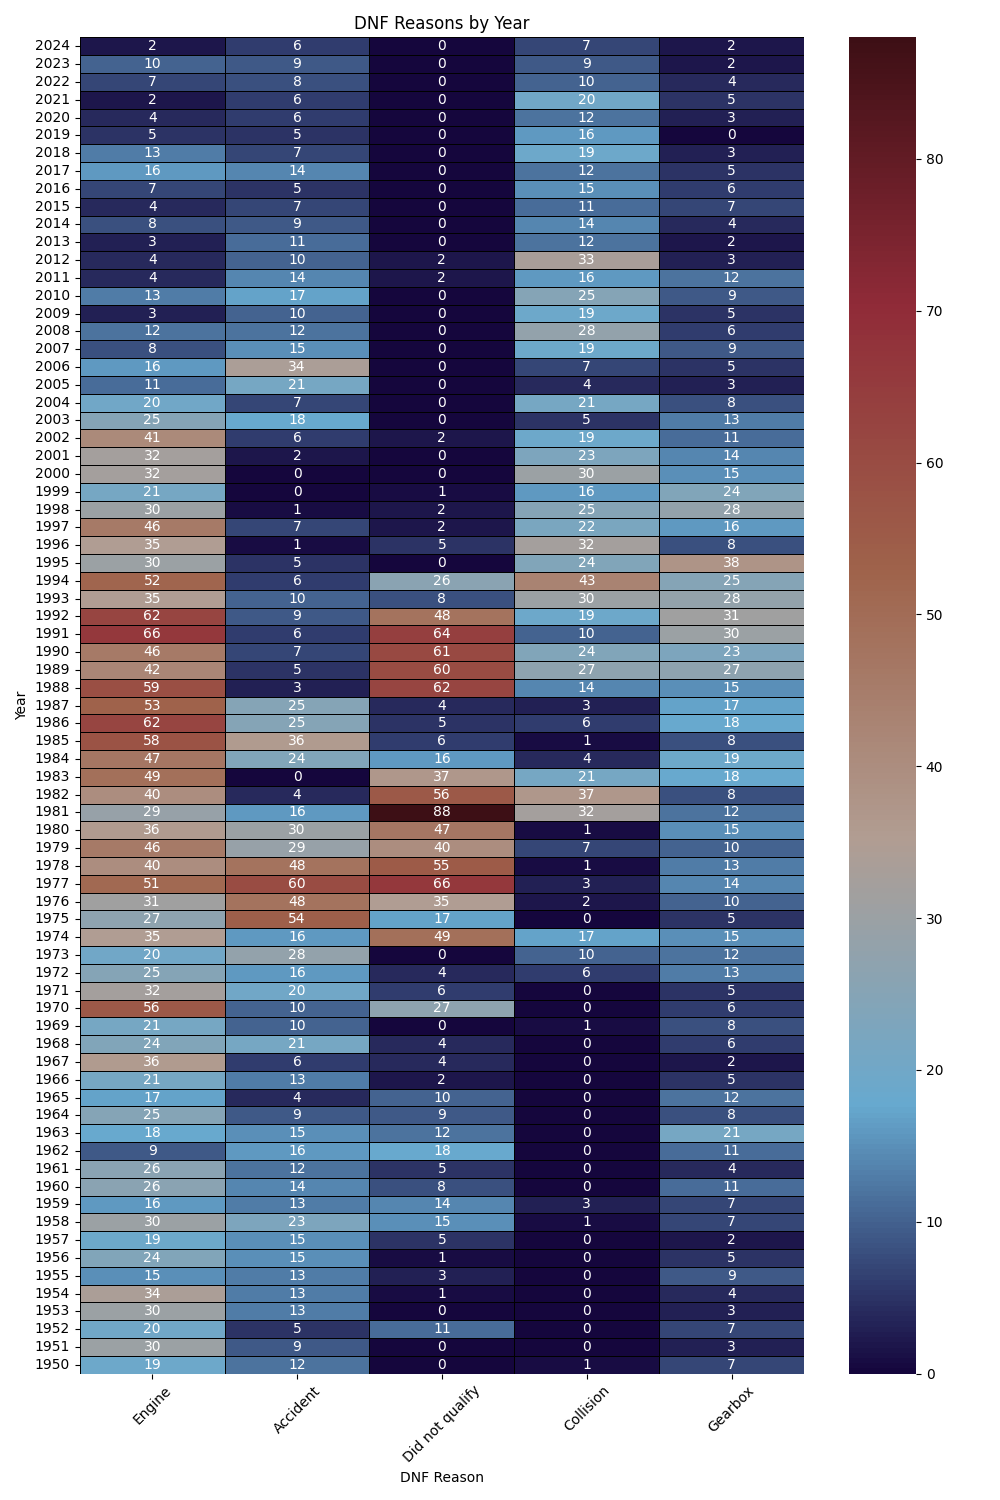 DNF Reasons by Year
2024 2 6 0 7 2
2023 10 9 0 9 2
2022 7 8 0 10 4
2021 2 6 0 20 5
2020 4 6 0 12 3
2019 5 5 0 16 0
2018 13 7 0 19 3
2017 16 14 0 12 5
2016 7 5 0 15 6
2015 4 7 0 11 7
2014 8 9 0 14 4
2013 3 11 0 12 2
2012 4 10 2 33 3
2011 4 14 2 16 12
2010 13 17 0 25 9
2009 3 10 0 19 5
2008 12 12 0 28 6
2007 8 15 0 19 9
2006 16 34 0 7 5
2005 11 21 0 4 3
2004 20 7 0 21 8
2003 25 18 0 5 13
2002 41 6 2 19 11
2001 32 2 0 23 14
2000 32 0 0 30 15
1999 21 0 1 16 24
1998 30 1 2 25 28
1997 46 7 2 22 16
1996 35 1 5 32 8
1995 30 5 0 24 38
1994 52 6 26 43 25
1993 35 10 8 30 28
1992 62 9 48 19 31
1991 66 6 64 10 30
1990 46 7 61 24 23
1989 42 5 60 27 27
1988 59 3 62 14 15
1987 53 25 4 3 17
1986 62 25 5 6 18
1985 58 36 6 1 8
1984 47 24 16 4 19
1983 49 0 37 21 18
1982 40 4 56 37 8
1981 29 16 88 32 12
1980 36 30 47 1 15
1979 46 29 40 7 10
1978 40 48 55 1 13
1977 51 60 66 3 14
1976 31 48 35 2 10
1975 27 54 17 0 5
1974 35 16 49 17 15
1973 20 28 0 10 12
1972 25 16 4 6 13
1971 32 20 6 0 5
1970 56 10 27 0 6
1969 21 10 0 1 8
1968 24 21 4 0 6
1967 36 6 4 0 2
1966 21 13 2 0 5
1965 17 4 10 0 12
1964 25 9 9 0 8
1963 18 15 12 0 21
1962 9 16 18 0 11
1961 26 12 5 0 4
1960 26 14 8 0 11
1959 16 13 14 3 7
1958 30 23 15 1 7
1957 19 15 5 0 2
1956 24 15 1 0 5
1955 15 13 3 0 9
1954 34 13 1 0 4
1953 30 13 0 0 3
1952 20 5 11 0 7
1951 30 9 0 0 3
1950 19 12 0 1 7
Year
Engine Accident Did not qualify Collision Gearbox
DNF Reason
80
70
60
50
40
30
20
10
0